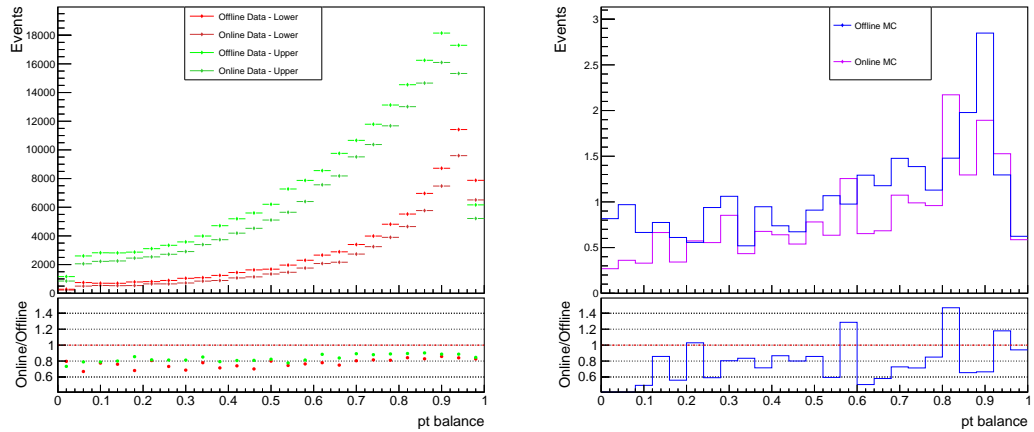 Events
18000
16000
14000
12000
10000
8000
6000
4000
2000
0
Offline Data - Lower
Online Data - Lower
Offline Data - Upper
Online Data - Upper
Online/Offline
1.4
1.2
1.0
0.8
0.6
0 0.1 0.2 0.3 0.4 0.5 0.6 0.7 0.8 0.9 1
pt balance
Events
3
2.5
2
1.5
1
0.5
0
Offline MC
Online MC
Online/Offline
1.4
1.2
1.0
0.8
0.6
0 0.1 0.2 0.3 0.4 0.5 0.6 0.7 0.8 0.9 1
pt balance